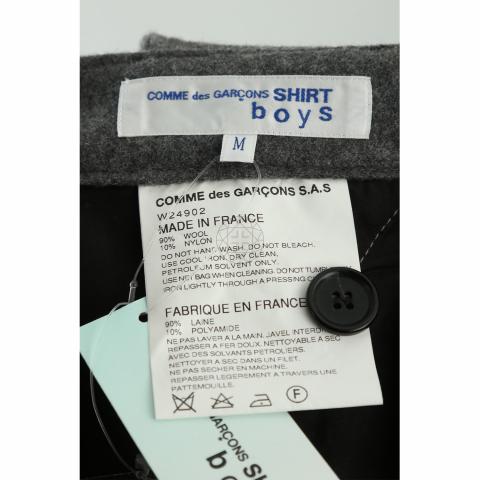 COMME des GARÇONS SHIRT
boys
M
COMME des GARÇONS S.A.S
W24902
MADE IN FRANCE
90% WOOL
10% NYLON
DO NOT HAND WASH. DO NOT BLEACH.
USE COOL IRON. DRY CLEAN,
PETROLEUM SOLVENT ONLY.
USE NET BAG WHEN CLEANING. DO NOT TUMBLE
IRON LIGHTLY THROUGH A PRESSING C
FABRIQUE EN FRANCE
90% LAINE
10% POLYAMIDE
NE PAS LAVER A LA MAIN. JAVEL INTERDIT
REPASSER A FER DOUX. NETTOYABLE A SEC
AVEC DES SOLVANTS PETROLIERS.
NETTOYAGE A SEC DANS UN FILET.
NE PAS SECHER EN MACHINE.
REPASSER LEGEREMENT A TRAVERS UNE
PATTEMOUILLE.
F
GARÇONS SHIRT